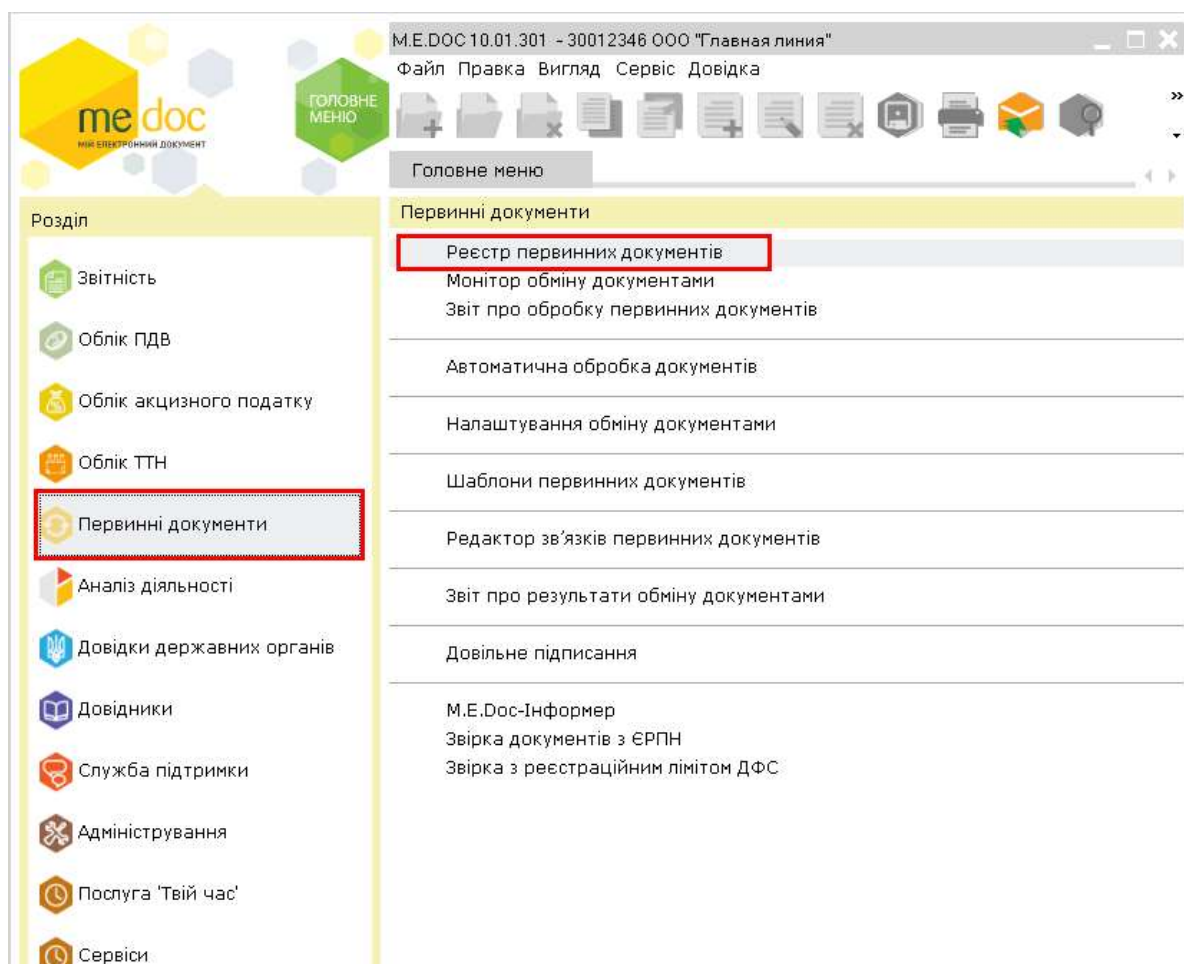 me doc
МІЙ ЕЛЕКТРОННИЙ ДОКУМЕНТ
ГОЛОВНЕ
МЕНЮ
M.E.DOC 10.01.301 - 30012346 ООО "Главная линия"
Файл Правка Вигляд Сервіс Довідка
Головне меню
Розділ
Звітність
Облік ПДВ
Облік акцизного податку
Облік ТТН
Первинні документи
Аналіз діяльності
Довідки державних органів
Довідники
Служба підтримки
Адміністрування
Послуга 'Твій час'
Сервіси
Первинні документи
Реєстр первинних документів
Монітор обміну документами
Звіт про обробку первинних документів
Автоматична обробка документів
Налаштування обміну документами
Шаблони первинних документів
Редактор зв'язків первинних документів
Звіт про результати обміну документами
Довільне підписання
M.E.Doc-Інформер
Звірка документів з ЄРПН
Звірка з реєстраційним лімітом ДФС